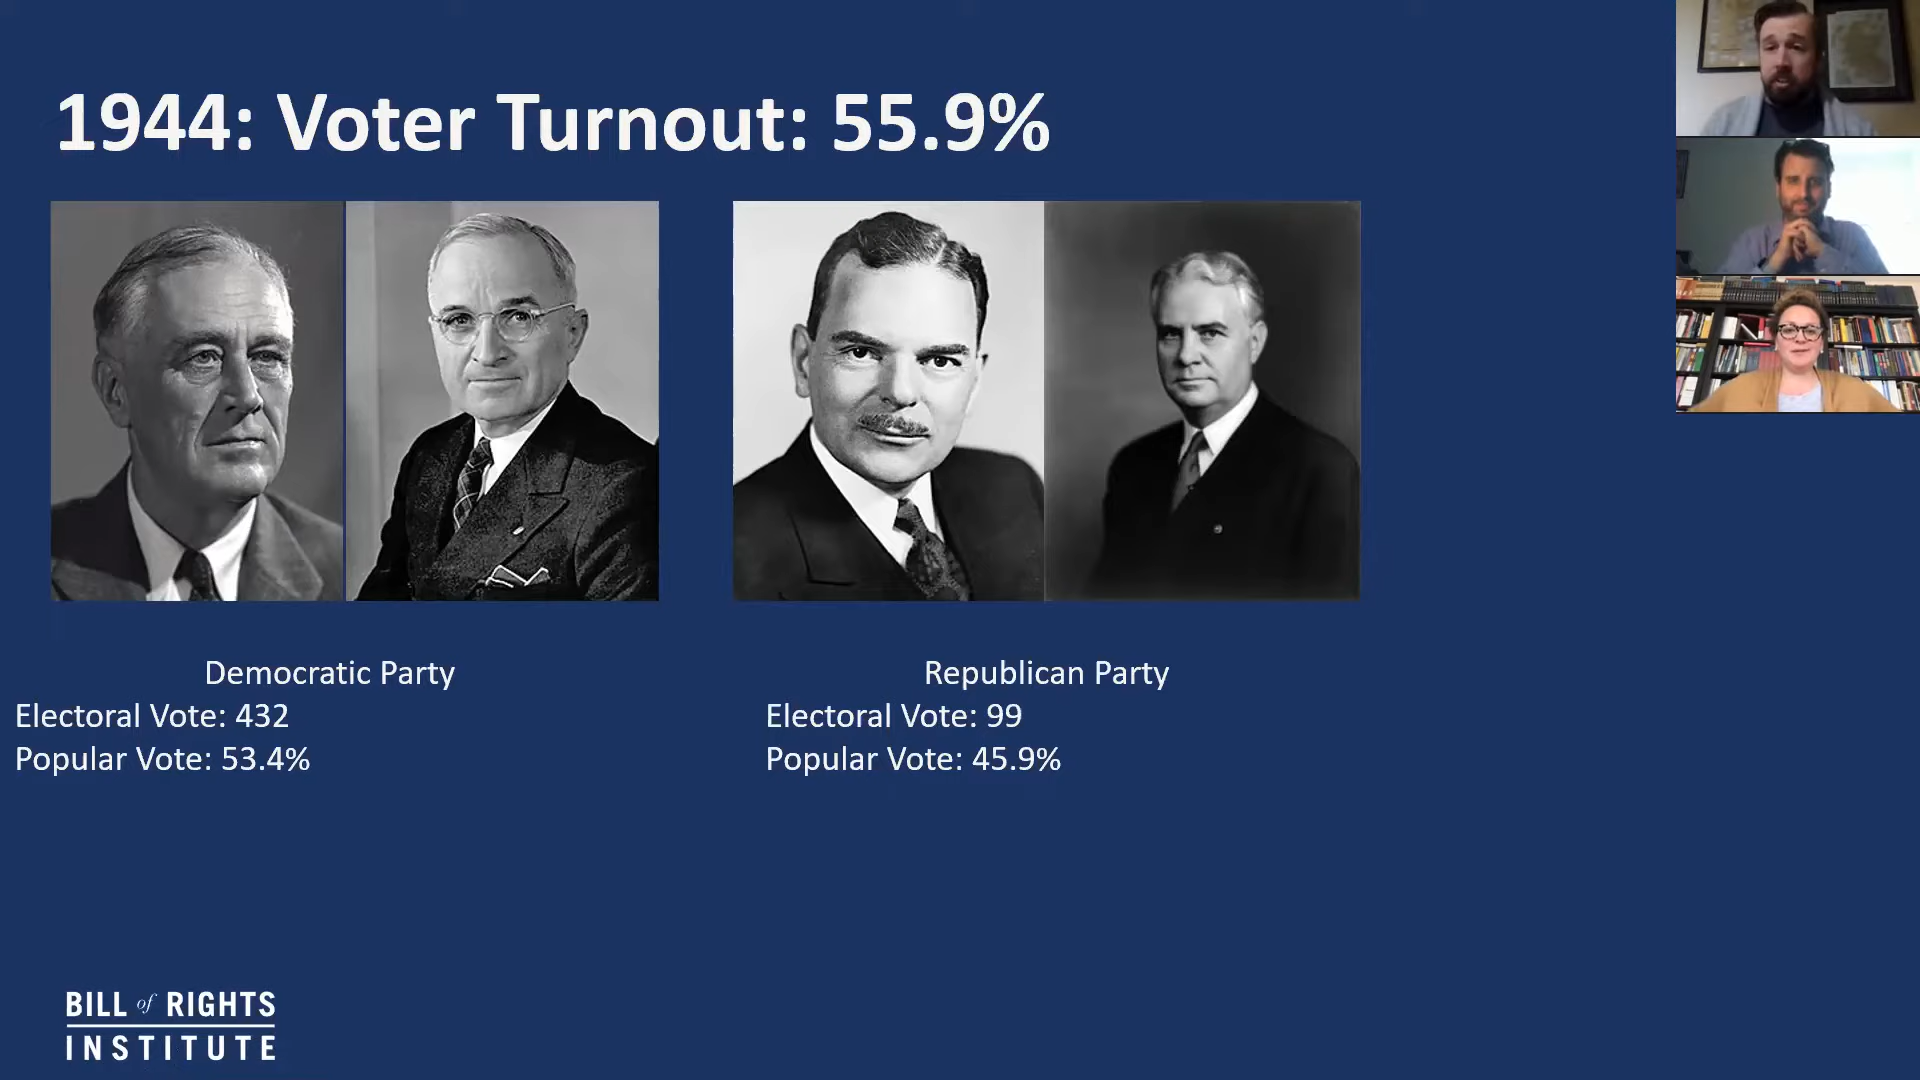 1944: Voter Turnout: 55.9%
Democratic Party
Electoral Vote: 432
Popular Vote: 53.4%
Republican Party
Electoral Vote: 99
Popular Vote: 45.9%
BILL of RIGHTS
INSTITUTE